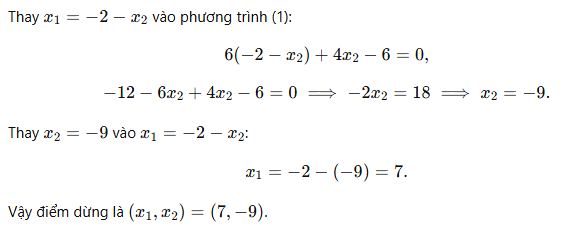 Thay x₁ = −2 − x₂ vào phương trình (1):
6(−2 − x₂) + 4x₂ − 6 = 0,
−12 − 6x₂ + 4x₂ − 6 = 0 ⟹ −2x₂ = 18 ⟹ x₂ = −9.
Thay x₂ = −9 vào x₁ = −2 − x₂:
x₁ = −2 − (−9) = 7.
Vậy điểm dừng là (x₁, x₂) = (7, −9).